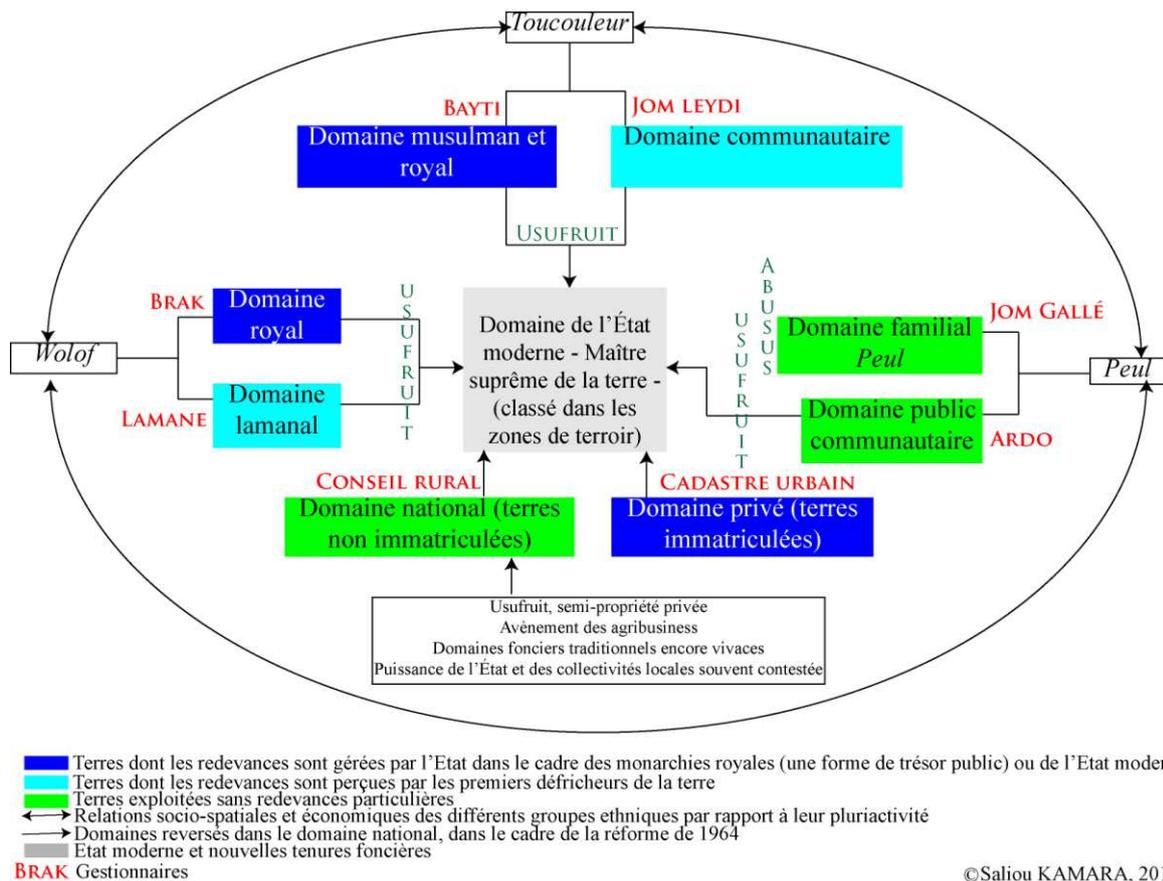 Toucouleur
BAYTI
JOM LEYDI
Domaine musulman et
royal
Domaine communautaire
USUFRUIT
BRAK
Domaine
royal
Wolof
LAMANE
Domaine
lamanal
USUFRUIT
Domaine de l’État
moderne - Maître
suprême de la terre -
(classé dans les
zones de terroir)
USUFRUIT
ABUSUS
JOM GALLÉ
Domaine familial
Peul
Peul
Domaine public
communautaire
ARDO
CONSEIL RURAL
Domaine national (terres
non immatriculées)
CADASTRE URBAIN
Domaine privé (terres
immatriculées)
Usufruit, semi-propriété privée
Avènement des agribusiness
Domaines fonciers traditionnels encore vivaces
Puissance de l’État et des collectivités locales souvent contestée
Terres dont les redevances sont gérées par l’Etat dans le cadre des monarchies royales (une forme de trésor public) ou de l’Etat moder
Terres dont les redevances sont perçues par les premiers défricheurs de la terre
Terres exploitées sans redevances particulières
Relations socio-spatiales et économiques des différents groupes ethniques par rapport à leur pluriactivité
Domaines reversés dans le domaine national, dans le cadre de la réforme de 1964
Etat moderne et nouvelles tenures foncières
BRAK Gestionnaires
©Saliou KAMARA, 201